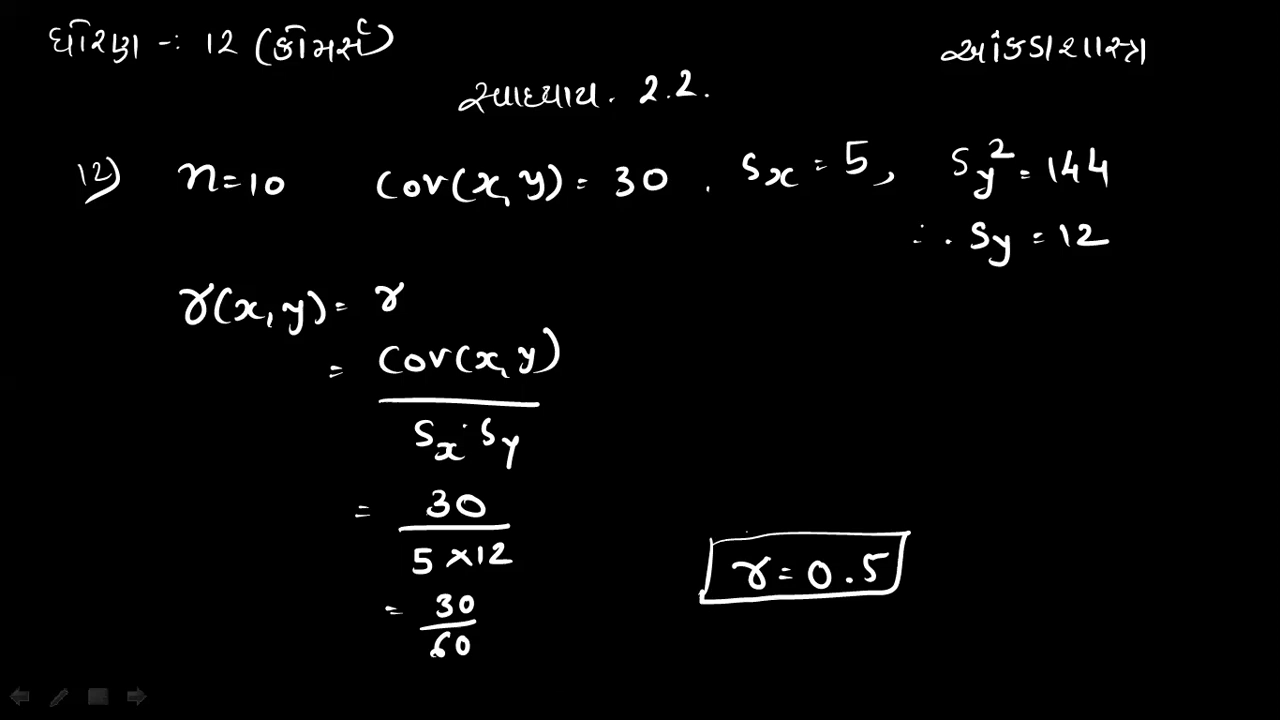 ધોરણ -: 12 (કોમર્સ)
આંકડાશાસ્ત્ર
સ્વાધ્યાય. 2.2.
12) n=10 Cov(x, y) = 30 . Sx = 5, Sy² = 144
∴ Sy = 12
r(x, y) = r
= Cov(x, y) / Sx · Sy
= 30 / 5 × 12
= 30 / 60
r = 0.5